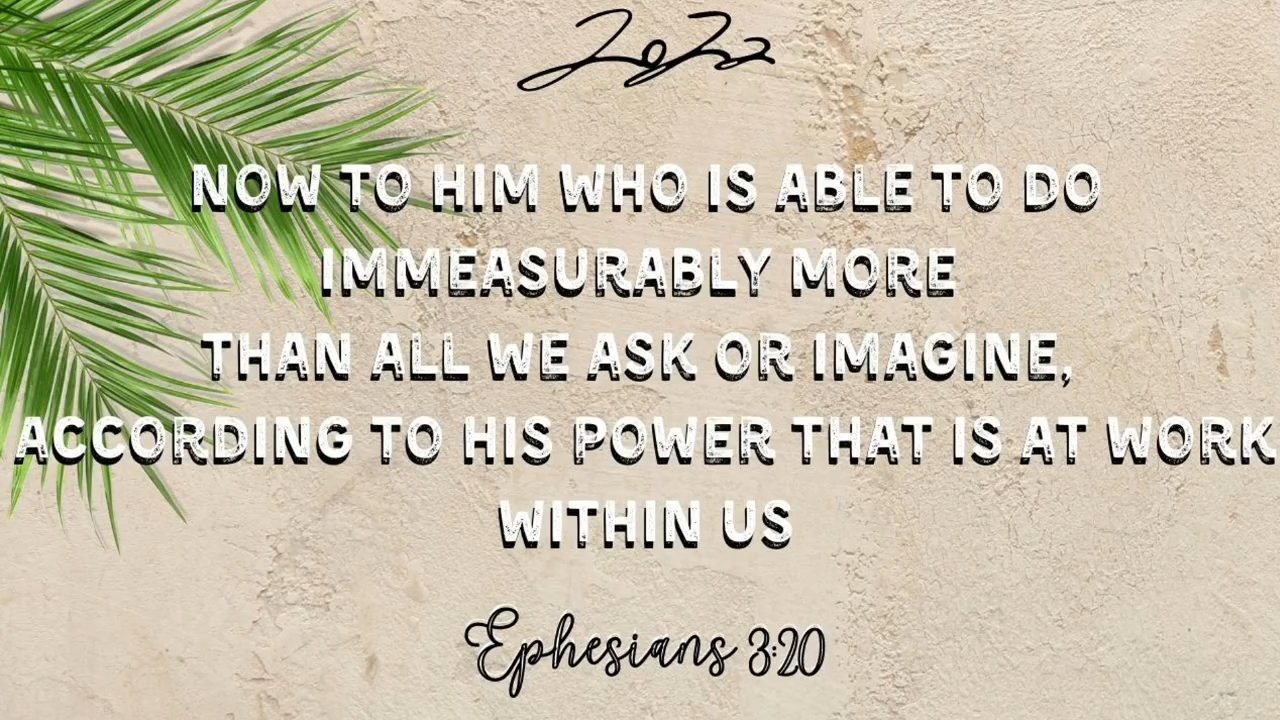 2022
NOW TO HIM WHO IS ABLE TO DO
IMMEASURABLY MORE
THAN ALL WE ASK OR IMAGINE,
ACCORDING TO HIS POWER THAT IS AT WORK
WITHIN US
Ephesians 3:20